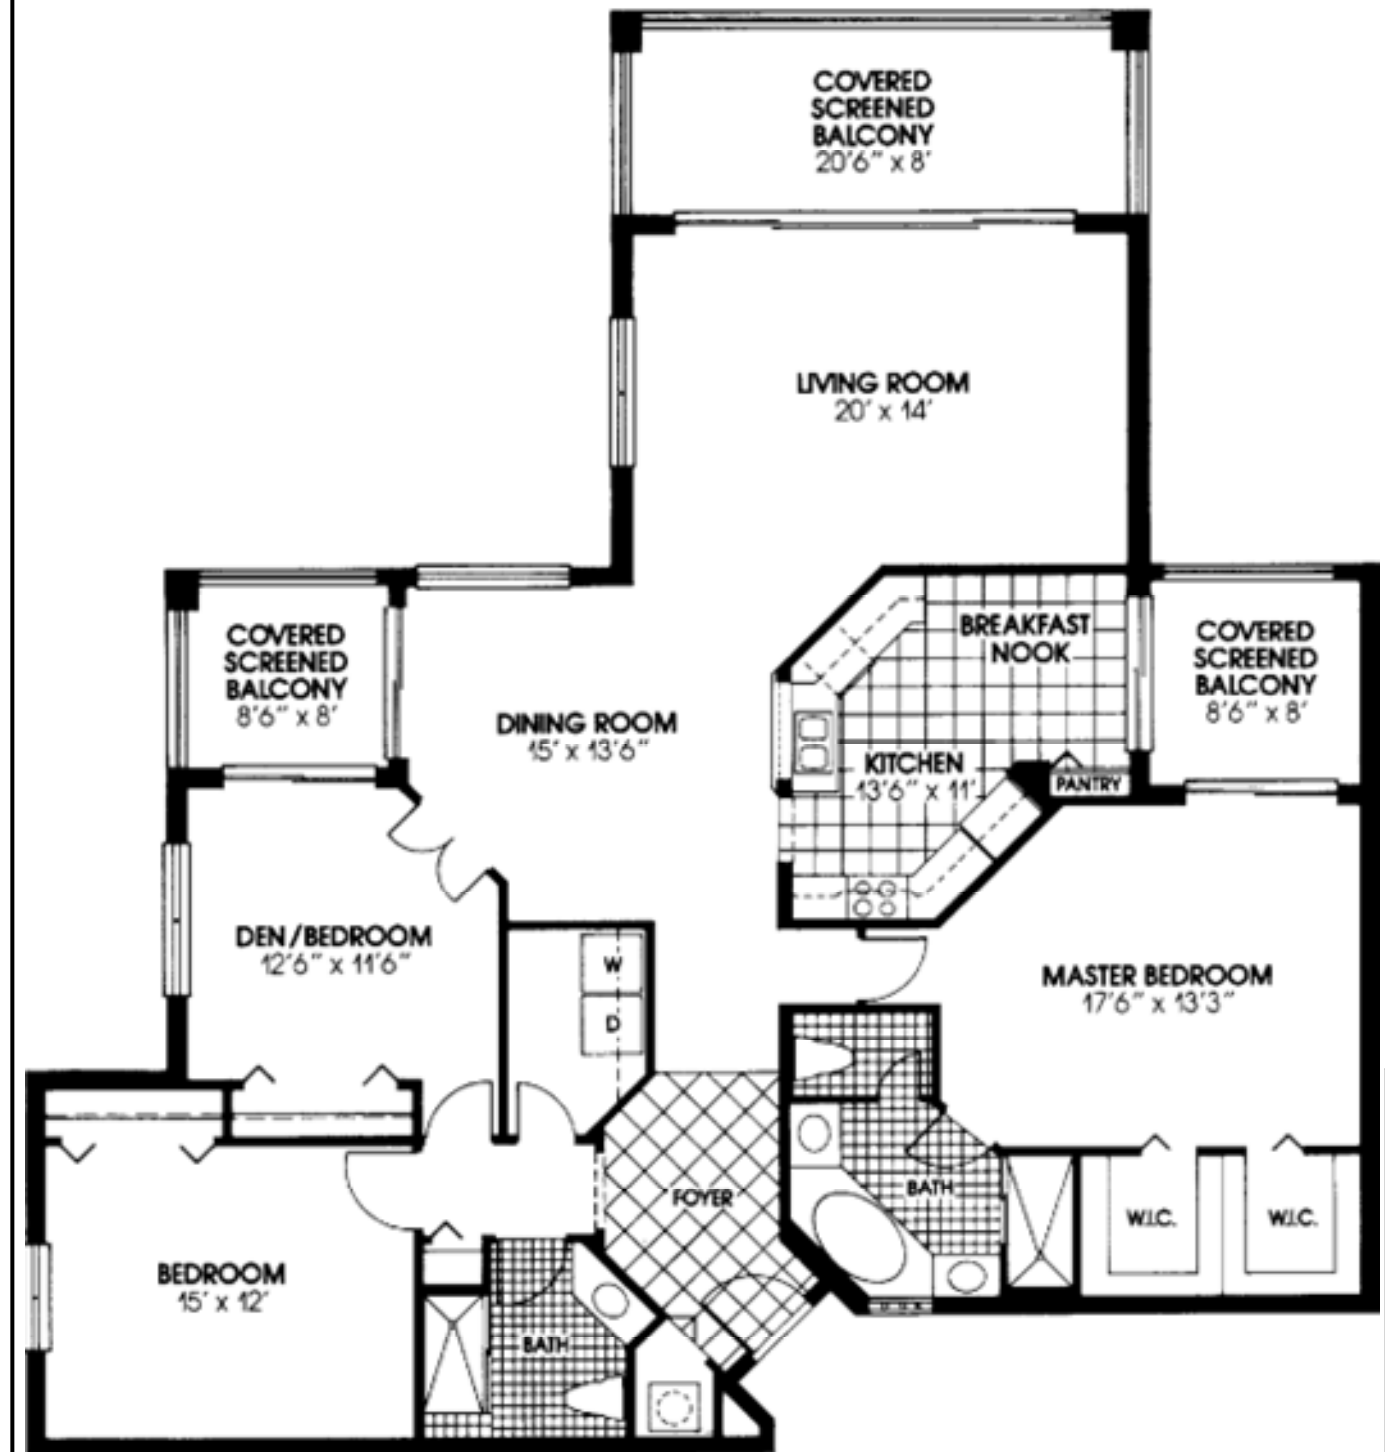 COVERED
SCREENED
BALCONY
20'6" x 8'
LIVING ROOM
20' x 14'
COVERED
SCREENED
BALCONY
8'6" x 8'
DINING ROOM
15' x 13'6"
BREAKFAST
NOOK
KITCHEN
13'6" x 11'
PANTRY
COVERED
SCREENED
BALCONY
8'6" x 8'
DEN/BEDROOM
12'6" x 11'6"
W
D
MASTER BEDROOM
17'6" x 13'3"
FOYER
BATH
W.I.C.
W.I.C.
BEDROOM
15' x 12'
BATH